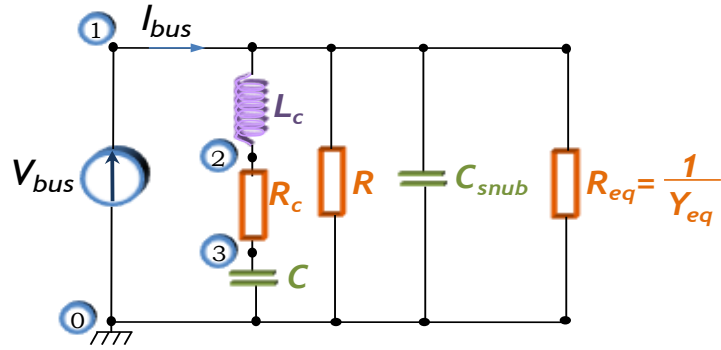 1 I_bus
L_c
V_bus 2 R_c R C_snub R_eq = 1/Y_eq
3 C
0